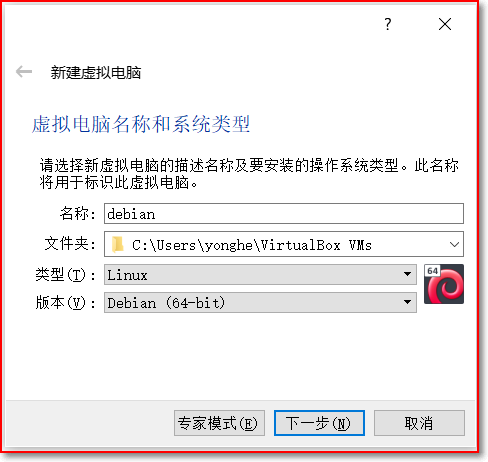 ?
新建虚拟电脑
虚拟电脑名称和系统类型
请选择新虚拟电脑的描述名称及要安装的操作系统类型。此名称
将用于标识此虚拟电脑。
名称: debian
文件夹: C:\Users\yonghe\VirtualBox VMs
类型(T): Linux
64
版本(V): Debian (64-bit)
专家模式(E) 下一步(N) 取消